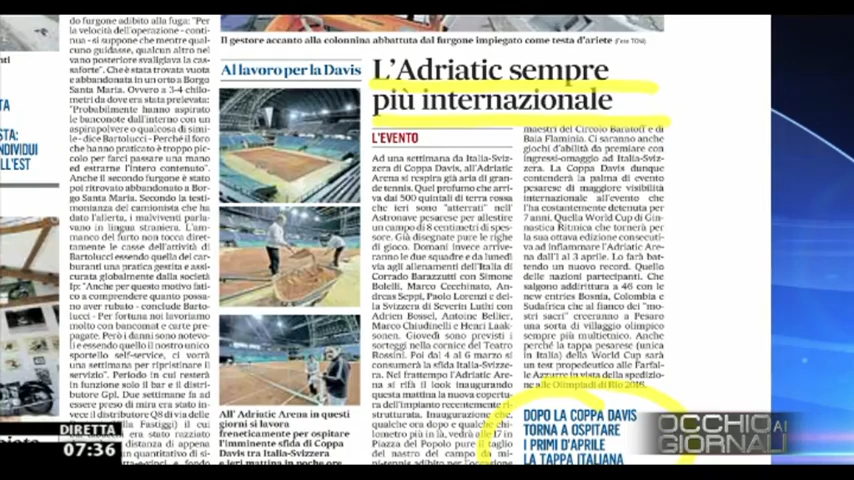 do furgone adibito alla fuga: "Per
la velocità dell'operazione - conti-
nua - si suppone che mentre qual-
cuno guidasse, qualcun altro nel
vano posteriore svaligiava la cas-
saforte". Che è stata trovata vuota
e abbandonata in un orto a Borgo
Santa Maria. Ovvero a 3-4 chilo-
metri da dove era stata prelevata:
"Probabilmente hanno aspirato
le banconote dall'interno con un
aspirapolvere o qualcosa di simi-
le - dice Bartolucci - Perché il foro
che hanno praticato è troppo pic-
colo per farci passare una mano
ed estrarne l'intero contenuto".
Anche il secondo furgone è stato
poi ritrovato abbandonato a Bor-
go Santa Maria. Secondo la testi-
monianza del camionista che ha
dato l'allerta, i malviventi parla-
vano in lingua straniera. L'am-
manco del furto non tocca diret-
tamente le casse dell'attività di
Bartolucci essendo quella dei car-
buranti una pratica gestita e assi-
curata globalmente dalla società
Ip: "Anche per questo motivo fati-
co a comprendere quanto possa-
no aver rubato - conclude Barto-
lucci - Per fortuna noi lavoriamo
molto con bancomat e carte pre-
pagate. Però i danni sono notevo-
li e essendo quello il nostro unico
sportello self-service, ci vorrà
una settimana per ripristinare il
servizio". Periodo in cui resterà
in funzione solo il bar e il distri-
butore Gpl. Due settimane fa ad
essere preso di mira era stato in-
vece il distributore Q8 di via delle
STA:
INDIVIDUI
LL'EST
Il gestore accanto alla colonnina abbattuta dal furgone impiegato come testa d'ariete (Foto TONI)
Al lavoro per la Davis
All'Adriatic Arena in questi
giorni si lavora
freneticamente per ospitare
l'imminente sfida di Coppa
Davis tra Italia-Svizzera
e ieri mattina in poche ore
L'Adriatic sempre
più internazionale
L'EVENTO
Ad una settimana da Italia-Sviz-
zera di Coppa Davis, all'Adriatic
Arena si respira già aria di gran-
de tennis. Quel profumo che arri-
va dai 500 quintali di terra rossa
che ieri sono "atterrati" nell'
Astronave pesarese per allestire
un campo di 8 centimetri di spes-
sore. Già disegnate pure le righe
di gioco. Domani invece arrive-
ranno le due squadre e da lunedì
via agli allenamenti dell'Italia di
Corrado Barazzutti con Simone
Bolelli, Marco Cecchinato, An-
dreas Seppi, Paolo Lorenzi e del-
la Svizzera di Severin Luthi con
Adrien Bossel, Antoine Bellier,
Marco Chiudinelli e Henri Laak-
sonen. Giovedì sono previsti i
sorteggi nella cornice del Teatro
Rossini. Poi dal 4 al 6 marzo si
consumerà la sfida Italia-Svizze-
ra. Nel frattempo l'Adriatic Are-
na si rifà il look inaugurando
questa mattina la nuova copertu-
ra dell'impianto recentemente ri-
strutturata. Inaugurazione che,
qualche ora dopo e qualche chi-
lometro più in là, vedrà alle 17 in
Piazza del Popolo pure il taglio
del nastro del campo da mi-
ni-tennis adibito per l'occasione
maestri del Circolo Baratoff e di
Baia Flaminia. Ci saranno anche
giochi d'abilità da premiare con
ingressi-omaggio ad Italia-Sviz-
zera. La Coppa Davis dunque
contenderà la palma di evento
pesarese di maggiore visibilità
internazionale all'evento che
l'ha costantemente detenuta per
7 anni. Quella World Cup di Gin-
nastica Ritmica che tornerà per
la sua ottava edizione consecuti-
va ad infiammare l'Adriatic Are-
na dall'1 al 3 aprile. Lo farà bat-
tendo un nuovo record. Quello
delle nazioni partecipanti. Che
salgono addirittura a 46 con le
new entries Bosnia, Colombia e
Sudafrica che al fianco dei "mo-
stri sacri" creeranno a Pesaro
una sorta di villaggio olimpico
sempre più multietnico. Anche
perché la tappa pesarese (unica
in Italia) della World Cup sarà
un test propedeutico alle Farfal-
le Azzurre in vista della spedizio-
ne alle Olimpiadi di Rio 2016.
DOPO LA COPPA DAVIS
TORNA A OSPITARE
I PRIMI D'APRILE
LA TAPPA ITALIANA
DIRETTA
07:36
OCCHIO AI
GIORNALI